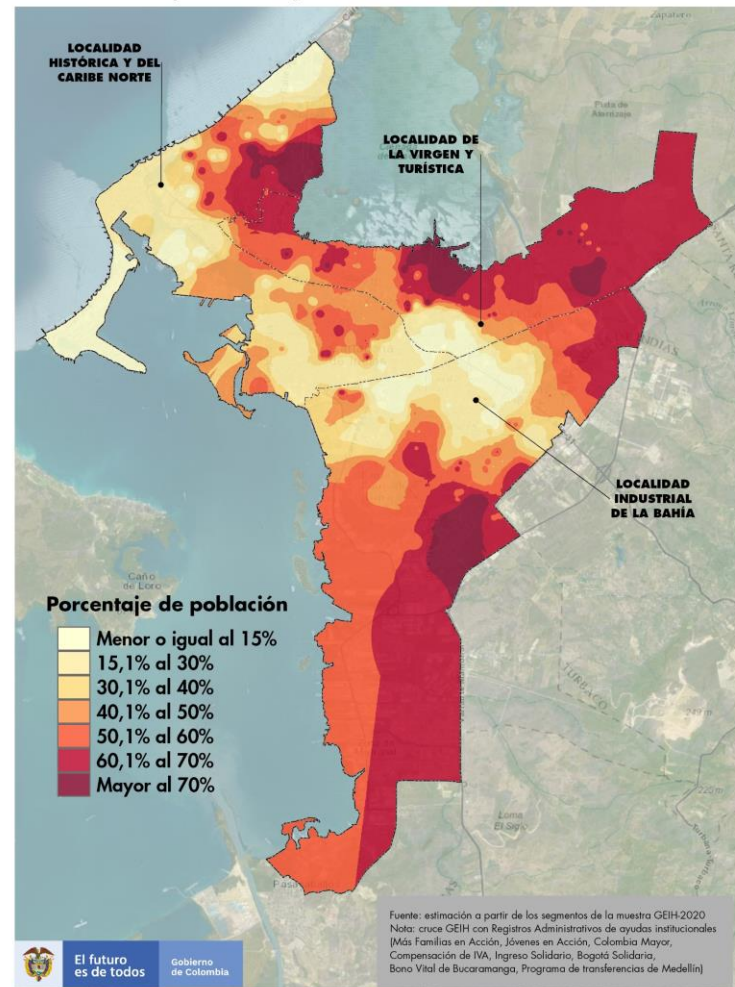 Zapatero
Pista de
Aterrizaje
LOCALIDAD
HISTÓRICA Y DEL
CARIBE NORTE
LOCALIDAD DE
LA VIRGEN Y
TURÍSTICA
LOCALIDAD
INDUSTRIAL
DE LA BAHÍA
Caño
de Loro
Porcentaje de población
Menor o igual al 15%
15,1% al 30%
30,1% al 40%
40,1% al 50%
50,1% al 60%
60,1% al 70%
Mayor al 70%
TURBACO
Loma
El Siglo
Fuente: estimación a partir de los segmentos de la muestra GEIH-2020
Nota: cruce GEIH con Registros Administrativos de ayudas institucionales
(Más Familias en Acción, Jóvenes en Acción, Colombia Mayor,
Compensación de IVA, Ingreso Solidario, Bogotá Solidaria,
Bono Vital de Bucaramanga, Programa de transferencias de Medellín)
El futuro
es de todos
Gobierno
de Colombia